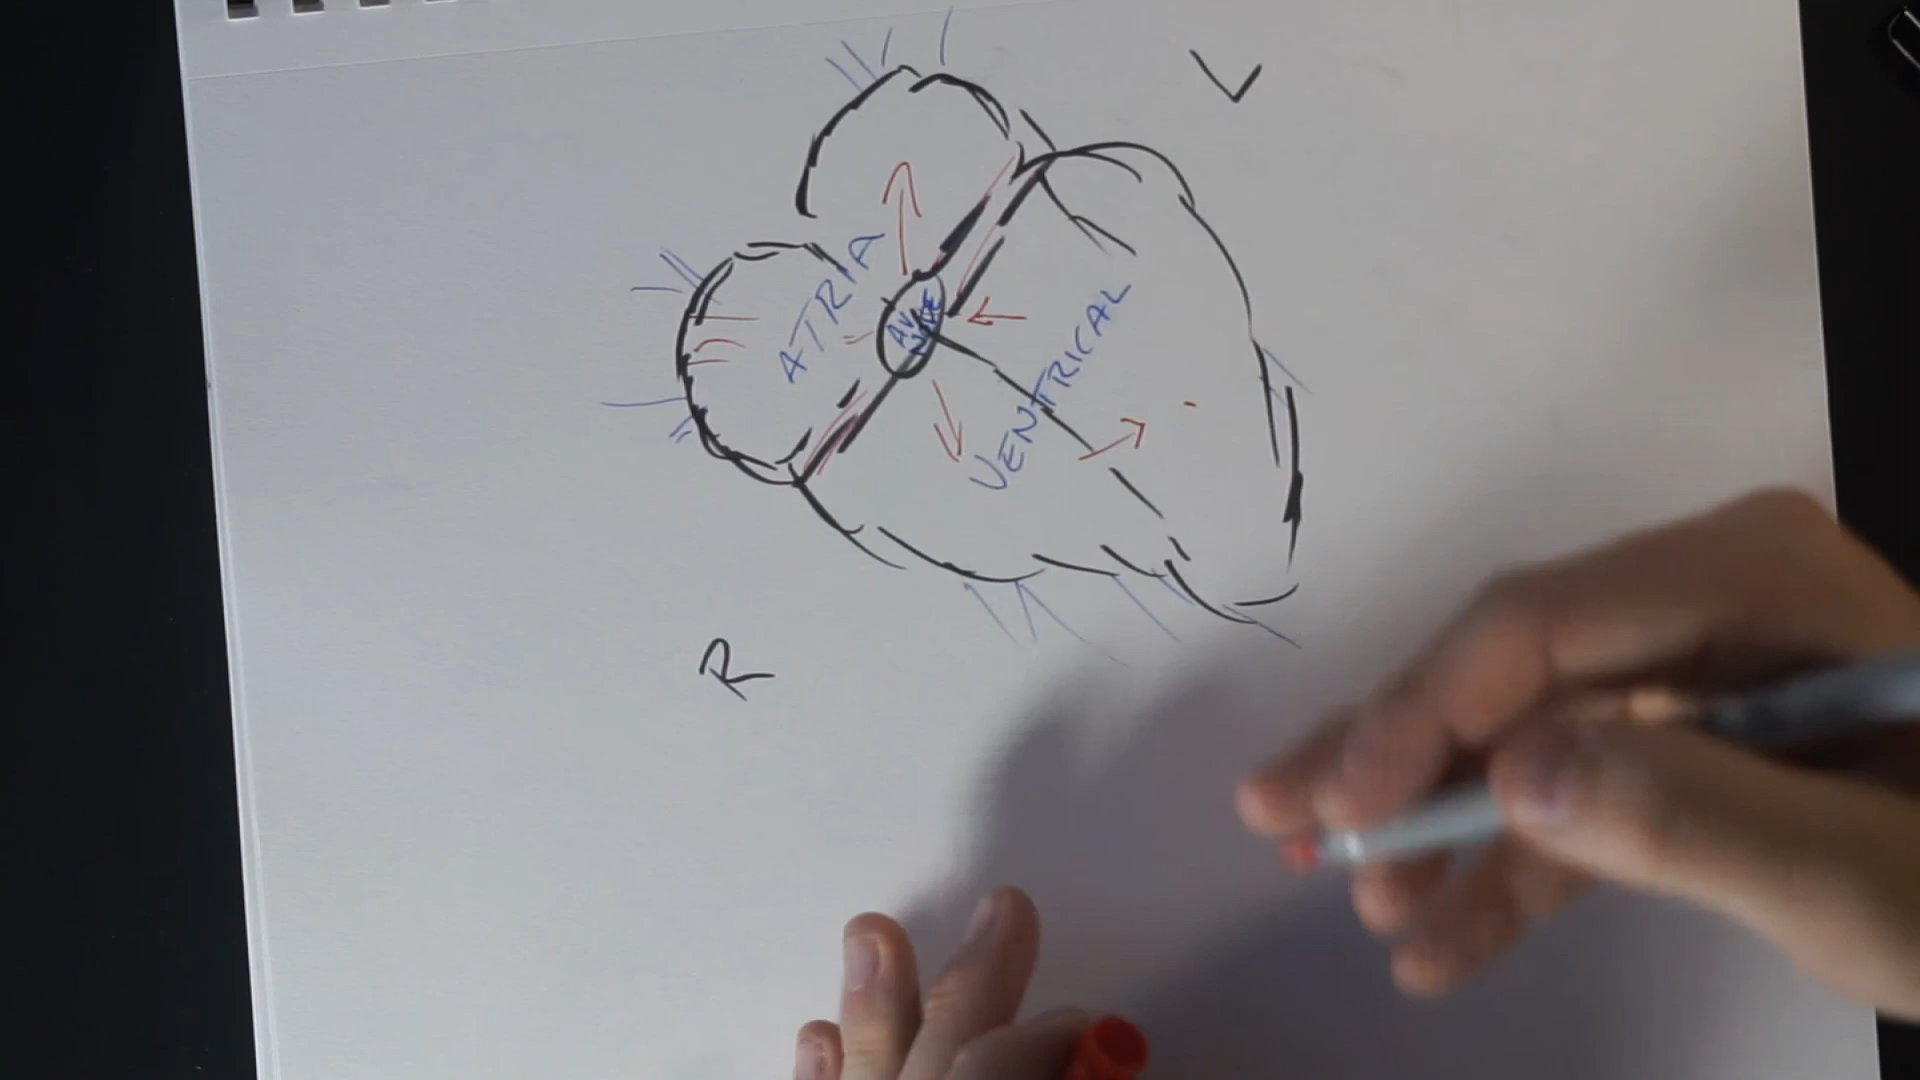 L
ATRIA
AV
NODE
VENTRICAL
R